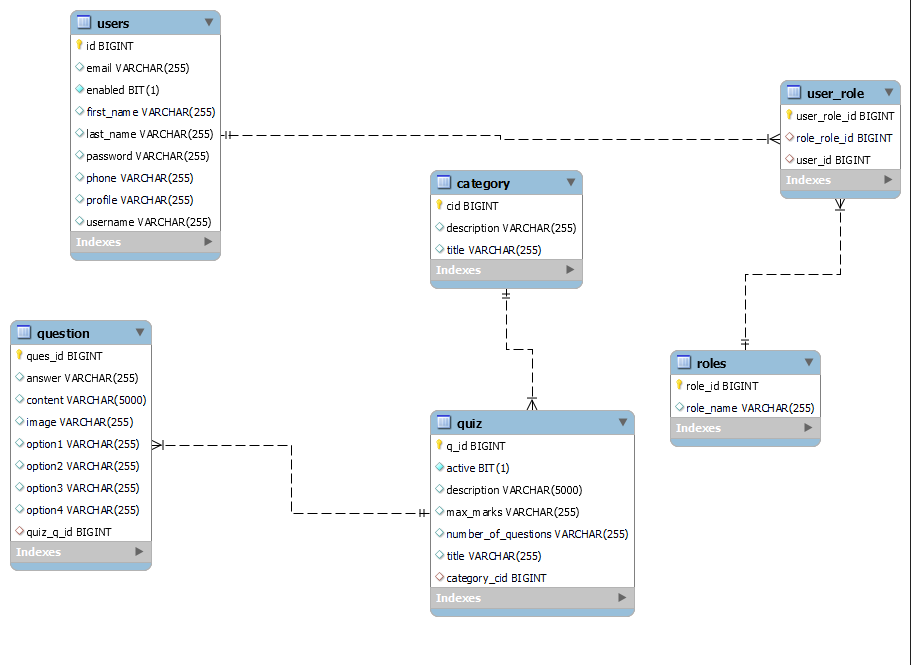 users
id BIGINT
email VARCHAR(255)
enabled BIT(1)
first_name VARCHAR(255)
last_name VARCHAR(255)
password VARCHAR(255)
phone VARCHAR(255)
profile VARCHAR(255)
username VARCHAR(255)
Indexes
user_role
user_role_id BIGINT
role_role_id BIGINT
user_id BIGINT
Indexes
category
cid BIGINT
description VARCHAR(255)
title VARCHAR(255)
Indexes
question
ques_id BIGINT
answer VARCHAR(255)
content VARCHAR(5000)
image VARCHAR(255)
option1 VARCHAR(255)
option2 VARCHAR(255)
option3 VARCHAR(255)
option4 VARCHAR(255)
quiz_q_id BIGINT
Indexes
roles
role_id BIGINT
role_name VARCHAR(255)
Indexes
quiz
q_id BIGINT
active BIT(1)
description VARCHAR(5000)
max_marks VARCHAR(255)
number_of_questions VARCHAR(255)
title VARCHAR(255)
category_cid BIGINT
Indexes